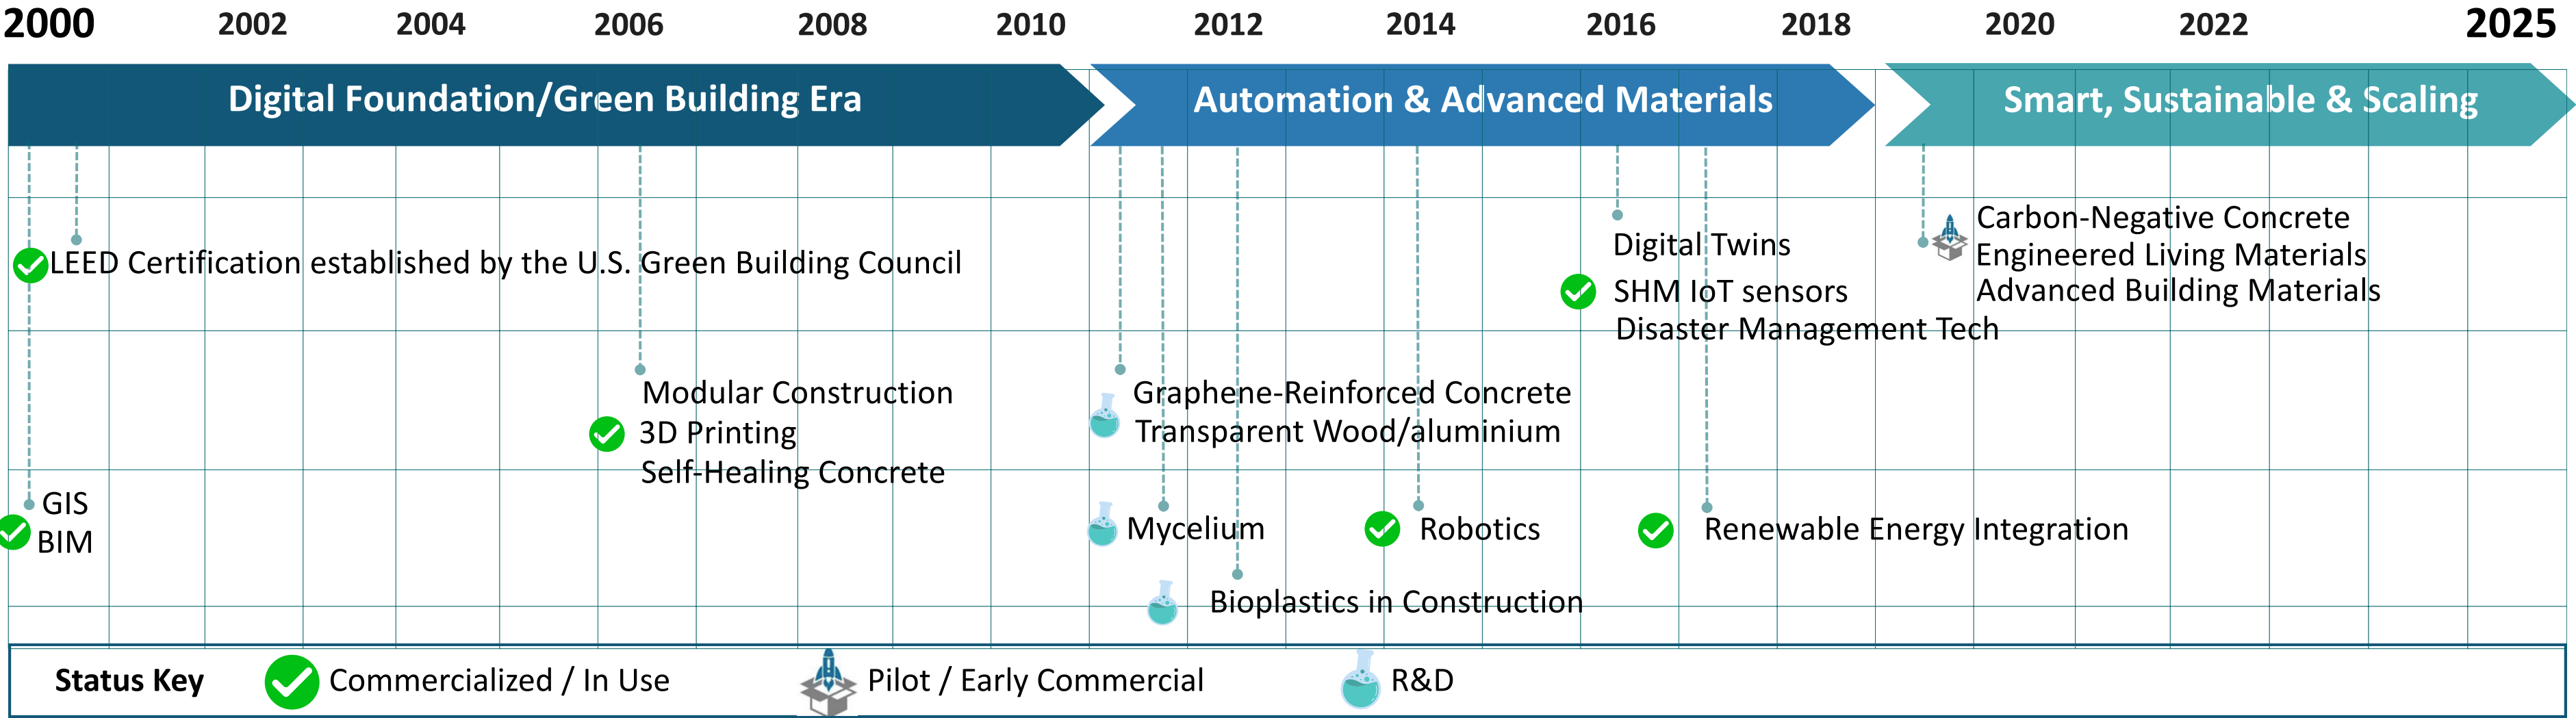 2000 2002 2004 2006 2008 2010 2012 2014 2016 2018 2020 2022 2025
Digital Foundation/Green Building Era
Automation & Advanced Materials
Smart, Sustainable & Scaling
LEED Certification established by the U.S. Green Building Council
GIS
BIM
Modular Construction
3D Printing
Self-Healing Concrete
Graphene-Reinforced Concrete
Transparent Wood/aluminium
Mycelium
Bioplastics in Construction
Robotics
Digital Twins
SHM IoT sensors
Disaster Management Tech
Renewable Energy Integration
Carbon-Negative Concrete
Engineered Living Materials
Advanced Building Materials
Status Key
Commercialized / In Use
Pilot / Early Commercial
R&D